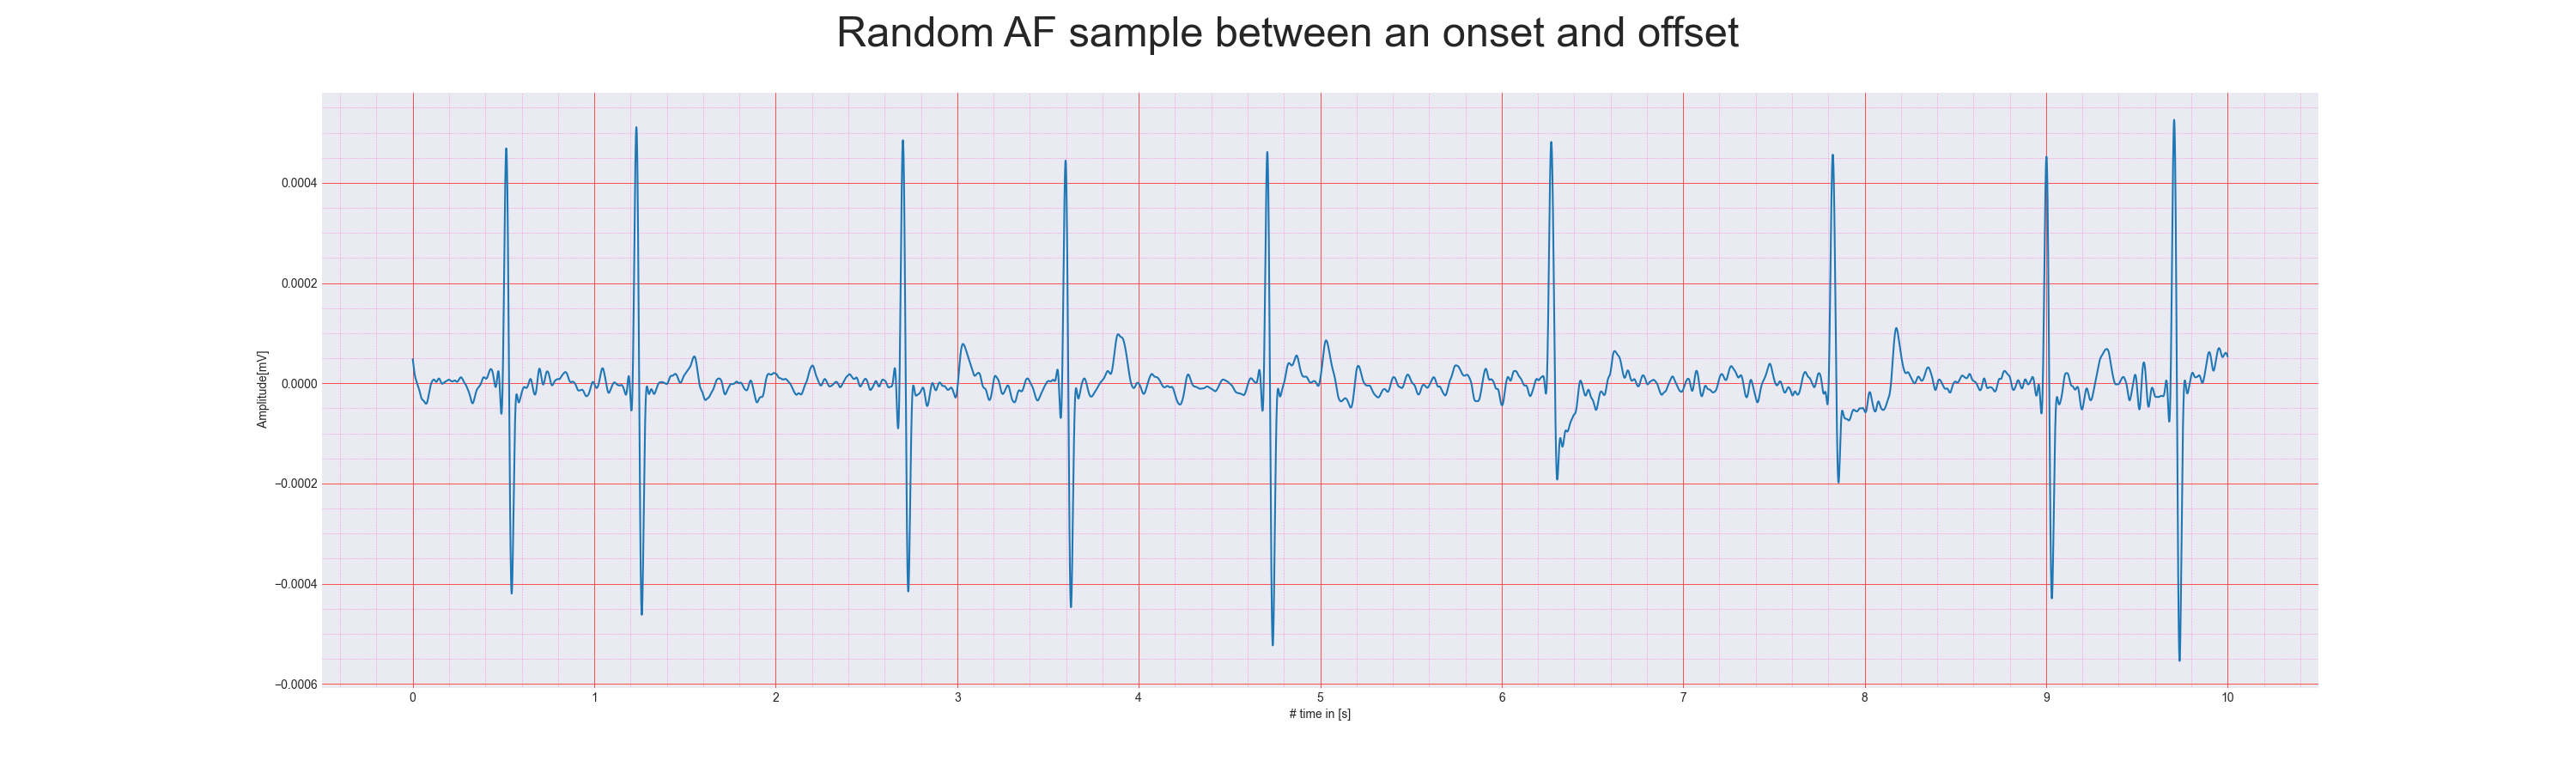 Random AF sample between an onset and offset
Amplitude[mV]
0.0004
0.0002
0.0000
−0.0002
−0.0004
−0.0006
0 1 2 3 4 5 6 7 8 9 10
# time in [s]